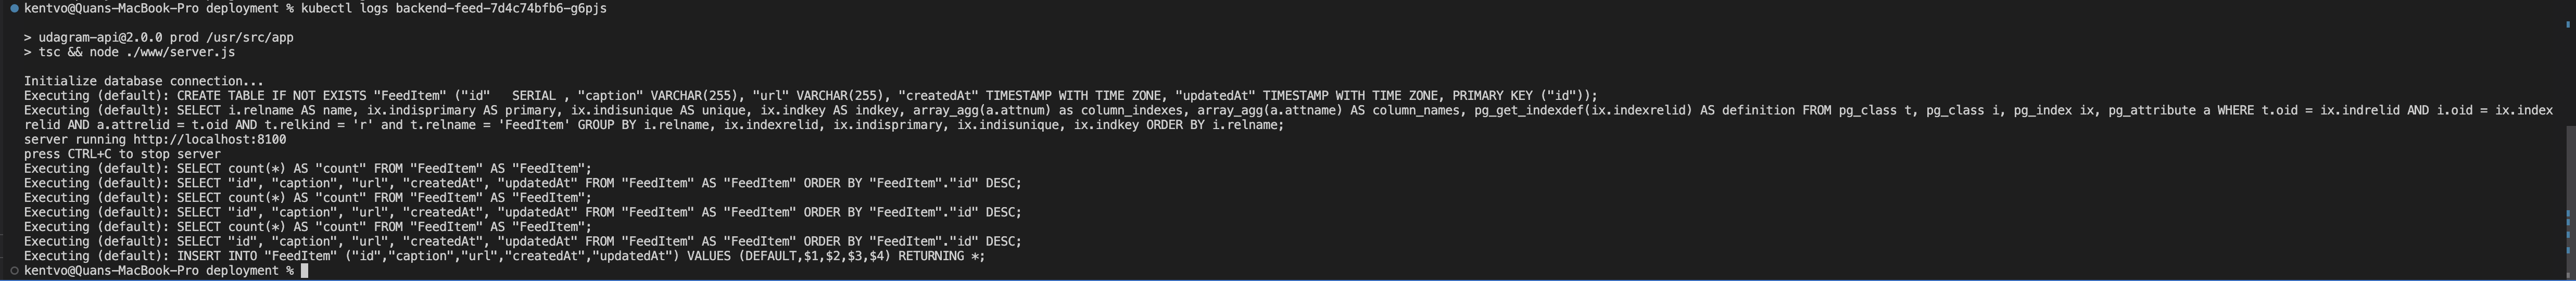 kentvo@Quans-MacBook-Pro deployment % kubectl logs backend-feed-7d4c74bfb6-g6pjs
> udagram-api@2.0.0 prod /usr/src/app
> tsc && node ./www/server.js
Initialize database connection...
Executing (default): CREATE TABLE IF NOT EXISTS "FeedItem" ("id"   SERIAL , "caption" VARCHAR(255), "url" VARCHAR(255), "createdAt" TIMESTAMP WITH TIME ZONE, "updatedAt" TIMESTAMP WITH TIME ZONE, PRIMARY KEY ("id"));
Executing (default): SELECT i.relname AS name, ix.indisprimary AS primary, ix.indisunique AS unique, ix.indkey AS indkey, array_agg(a.attnum) as column_indexes, array_agg(a.attname) AS column_names, pg_get_indexdef(ix.indexrelid) AS definition FROM pg_class t, pg_class i, pg_index ix, pg_attribute a WHERE t.oid = ix.indrelid AND i.oid = ix.index
relid AND a.attrelid = t.oid AND t.relkind = 'r' and t.relname = 'FeedItem' GROUP BY i.relname, ix.indexrelid, ix.indisprimary, ix.indisunique, ix.indkey ORDER BY i.relname;
server running http://localhost:8100
press CTRL+C to stop server
Executing (default): SELECT count(*) AS "count" FROM "FeedItem" AS "FeedItem";
Executing (default): SELECT "id", "caption", "url", "createdAt", "updatedAt" FROM "FeedItem" AS "FeedItem" ORDER BY "FeedItem"."id" DESC;
Executing (default): SELECT count(*) AS "count" FROM "FeedItem" AS "FeedItem";
Executing (default): SELECT "id", "caption", "url", "createdAt", "updatedAt" FROM "FeedItem" AS "FeedItem" ORDER BY "FeedItem"."id" DESC;
Executing (default): SELECT count(*) AS "count" FROM "FeedItem" AS "FeedItem";
Executing (default): SELECT "id", "caption", "url", "createdAt", "updatedAt" FROM "FeedItem" AS "FeedItem" ORDER BY "FeedItem"."id" DESC;
Executing (default): INSERT INTO "FeedItem" ("id","caption","url","createdAt","updatedAt") VALUES (DEFAULT,$1,$2,$3,$4) RETURNING *;
kentvo@Quans-MacBook-Pro deployment %